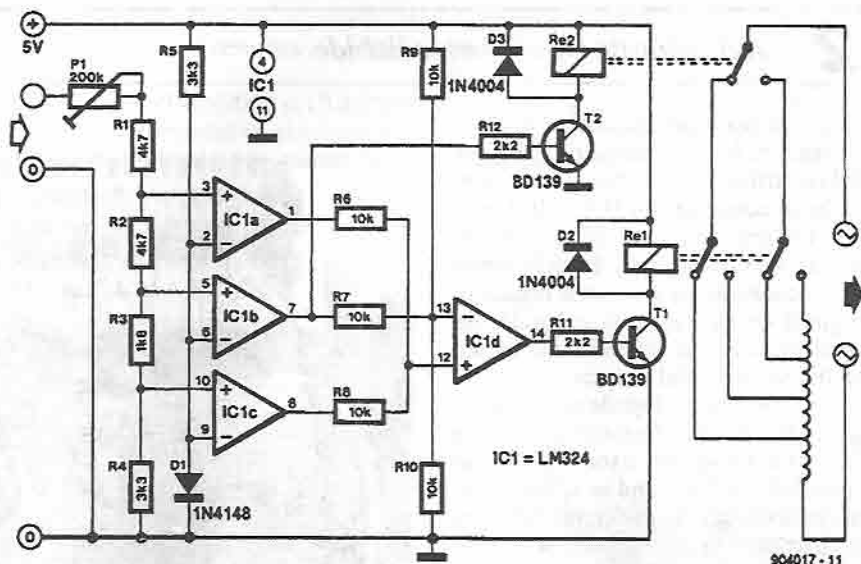 +
5V
P1
200k
R5
3k3
4
IC1
11
R9
10k
D3
1N4004
Re2
T2
R12
2k2
BD139
0
R1
4k7
3
+
IC1a
1
2
−
R6
10k
R2
4k7
5
+
IC1b
7
6
−
R7
10k
R3
1k8
10
+
IC1c
8
9
−
R8
10k
13
−
IC1d
14
12
+
R11
2k2
D2
1N4004
Re1
T1
BD139
R4
3k3
D1
1N4148
R10
10k
IC1 = LM324
0
904017 - 11